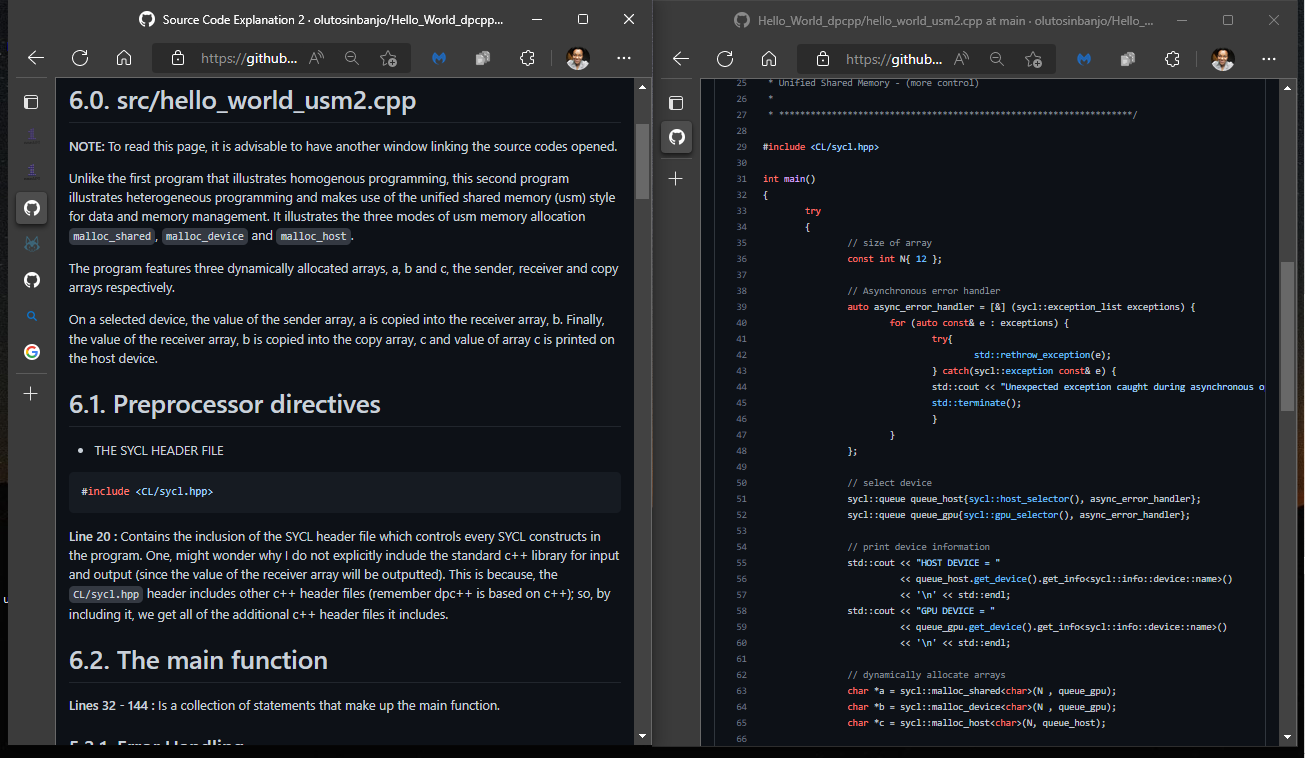 Source Code Explanation 2 · olutosinbanjo/Hello_World_dpcpp...
https://github...
6.0. src/hello_world_usm2.cpp
NOTE: To read this page, it is advisable to have another window linking the source codes opened.
Unlike the first program that illustrates homogenous programming, this second program
illustrates heterogeneous programming and makes use of the unified shared memory (usm) style
for data and memory management. It illustrates the three modes of usm memory allocation
malloc_shared, malloc_device and malloc_host.
The program features three dynamically allocated arrays, a, b and c, the sender, receiver and copy
arrays respectively.
On a selected device, the value of the sender array, a is copied into the receiver array, b. Finally,
the value of the receiver array, b is copied into the copy array, c and value of array c is printed on
the host device.
6.1. Preprocessor directives
• THE SYCL HEADER FILE
#include <CL/sycl.hpp>
Line 20 : Contains the inclusion of the SYCL header file which controls every SYCL constructs in
the program. One, might wonder why I do not explicitly include the standard c++ library for input
and output (since the value of the receiver array will be outputted). This is because, the
CL/sycl.hpp header includes other c++ header files (remember dpc++ is based on c++); so, by
including it, we get all of the additional c++ header files it includes.
6.2. The main function
Lines 32 - 144 : Is a collection of statements that make up the main function.
Hello_World_dpcpp/hello_world_usm2.cpp at main · olutosinbanjo/Hello_...
https://github...
25 * Unified Shared Memory - (more control)
26 *
27 * *******************************************************************/
28
29 #include <CL/sycl.hpp>
30
31 int main()
32 {
33 try
34 {
35 // size of array
36 const int N{ 12 };
37
38 // Asynchronous error handler
39 auto async_error_handler = [&] (sycl::exception_list exceptions) {
40 for (auto const& e : exceptions) {
41 try{
42 std::rethrow_exception(e);
43 } catch(sycl::exception const& e) {
44 std::cout << "Unexpected exception caught during asynchronous o
45 std::terminate();
46 }
47 }
48 };
49
50 // select device
51 sycl::queue queue_host{sycl::host_selector(), async_error_handler};
52 sycl::queue queue_gpu{sycl::gpu_selector(), async_error_handler};
53
54 // print device information
55 std::cout << "HOST DEVICE = "
56 << queue_host.get_device().get_info<sycl::info::device::name>()
57 << '\n' << std::endl;
58 std::cout << "GPU DEVICE = "
59 << queue_gpu.get_device().get_info<sycl::info::device::name>()
60 << '\n' << std::endl;
61
62 // dynamically allocate arrays
63 char *a = sycl::malloc_shared<char>(N , queue_gpu);
64 char *b = sycl::malloc_device<char>(N , queue_gpu);
65 char *c = sycl::malloc_host<char>(N, queue_host);
66